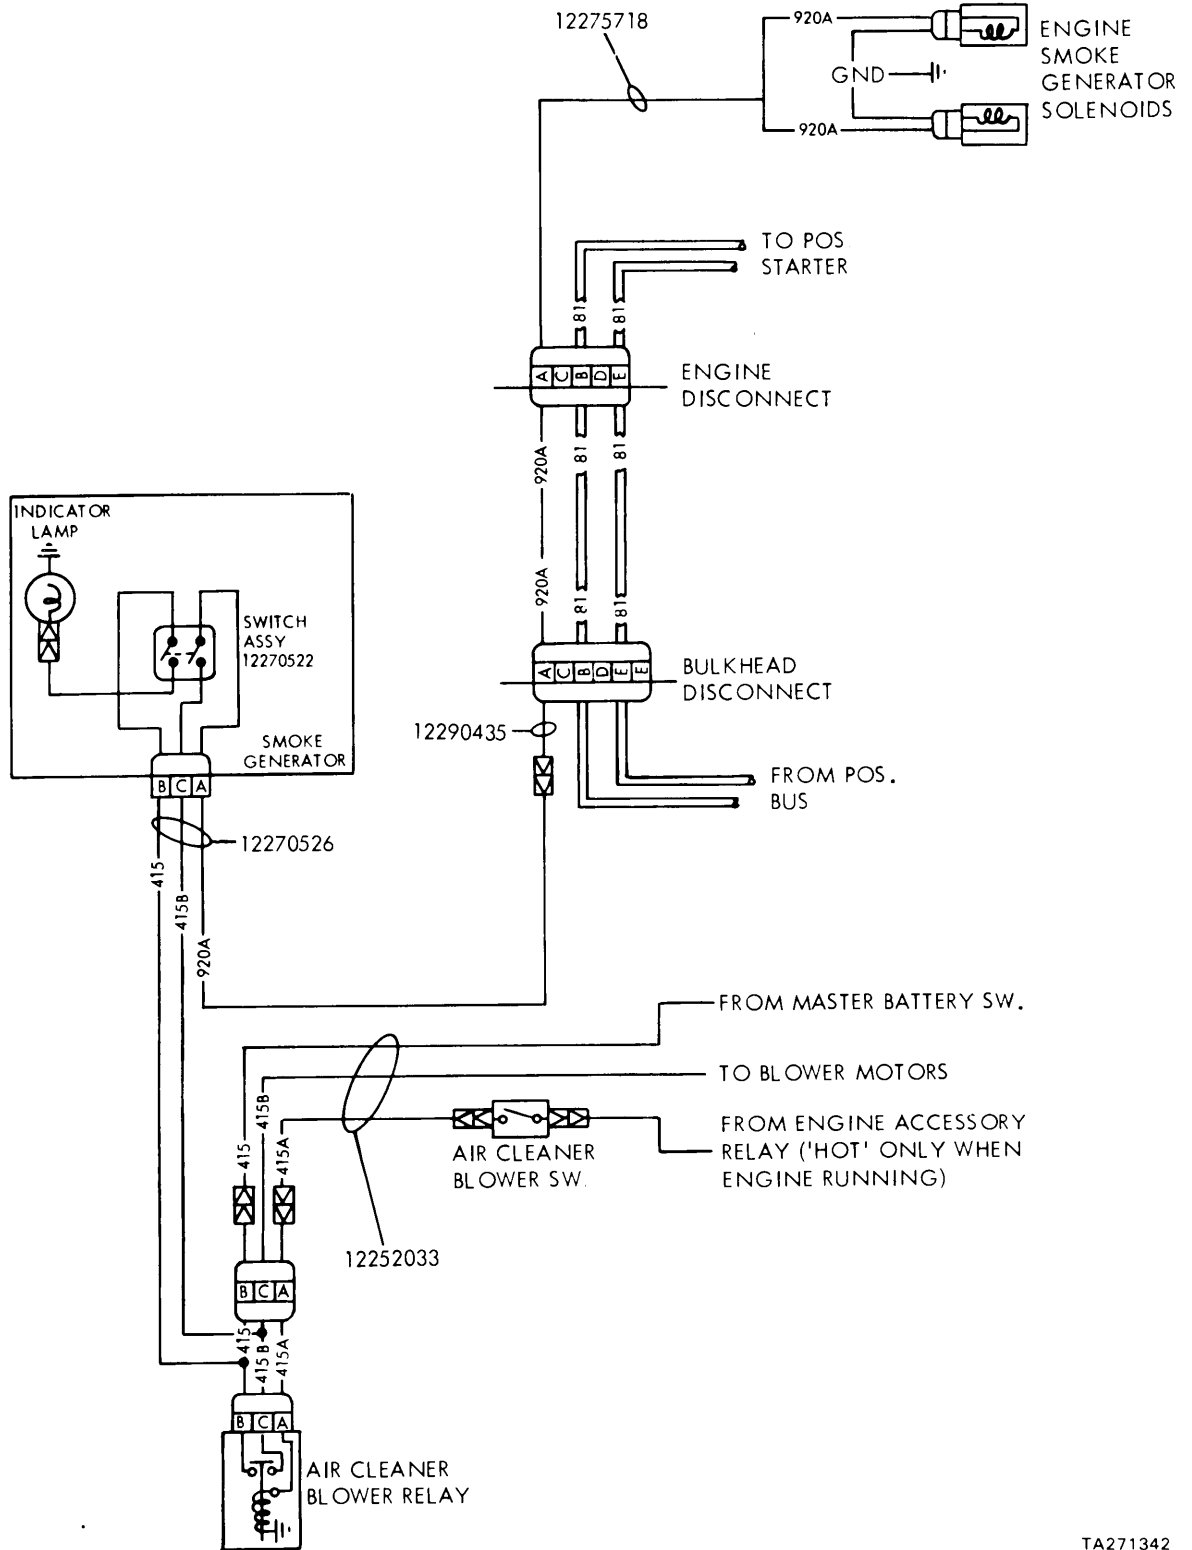 12275718
920A
ENGINE
SMOKE
GENERATOR
SOLENOIDS
GND
920A
TO POS
STARTER
81
81
A C B D E
ENGINE
DISCONNECT
920A
81
81
920A
81
81
A C B D E E
BULKHEAD
DISCONNECT
INDICATOR
LAMP
SWITCH
ASSY
12270522
SMOKE
GENERATOR
B C A
12290435
FROM POS.
BUS
12270526
415
415B
920A
FROM MASTER BATTERY SW.
TO BLOWER MOTORS
FROM ENGINE ACCESSORY
RELAY ('HOT' ONLY WHEN
ENGINE RUNNING)
415
415B
415A
AIR CLEANER
BLOWER SW.
12252033
B C A
415
415B
415A
B C A
AIR CLEANER
BLOWER RELAY
TA271342